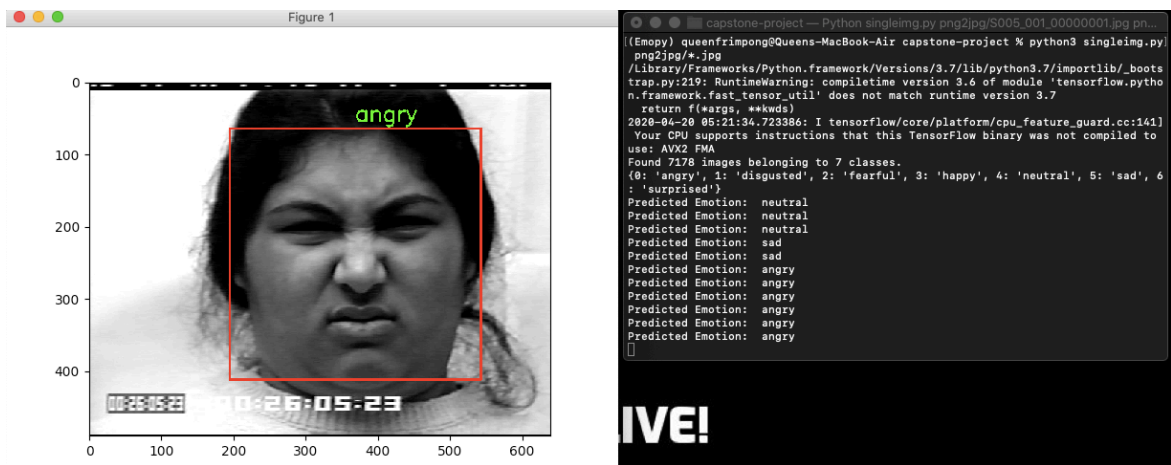 Figure 1
0
100
200
300
400
0 100 200 300 400 500 600
angry
00:26:05:23
00:26:05:23
capstone-project — Python singleimg.py png2jpg/S005_001_00000001.jpg pn...
[(Emopy) queenfrimpong@Queens-MacBook-Air capstone-project % python3 singleimg.py]
png2jpg/*.jpg
/Library/Frameworks/Python.framework/Versions/3.7/lib/python3.7/importlib/_boots
trap.py:219: RuntimeWarning: compiletime version 3.6 of module 'tensorflow.pytho
n.framework.fast_tensor_util' does not match runtime version 3.7
return f(*args, **kwds)
2020-04-20 05:21:34.723386: I tensorflow/core/platform/cpu_feature_guard.cc:141]
Your CPU supports instructions that this TensorFlow binary was not compiled to
use: AVX2 FMA
Found 7178 images belonging to 7 classes.
{0: 'angry', 1: 'disgusted', 2: 'fearful', 3: 'happy', 4: 'neutral', 5: 'sad', 6
: 'surprised'}
Predicted Emotion: neutral
Predicted Emotion: neutral
Predicted Emotion: neutral
Predicted Emotion: sad
Predicted Emotion: sad
Predicted Emotion: angry
Predicted Emotion: angry
Predicted Emotion: angry
Predicted Emotion: angry
Predicted Emotion: angry
Predicted Emotion: angry
IVE!